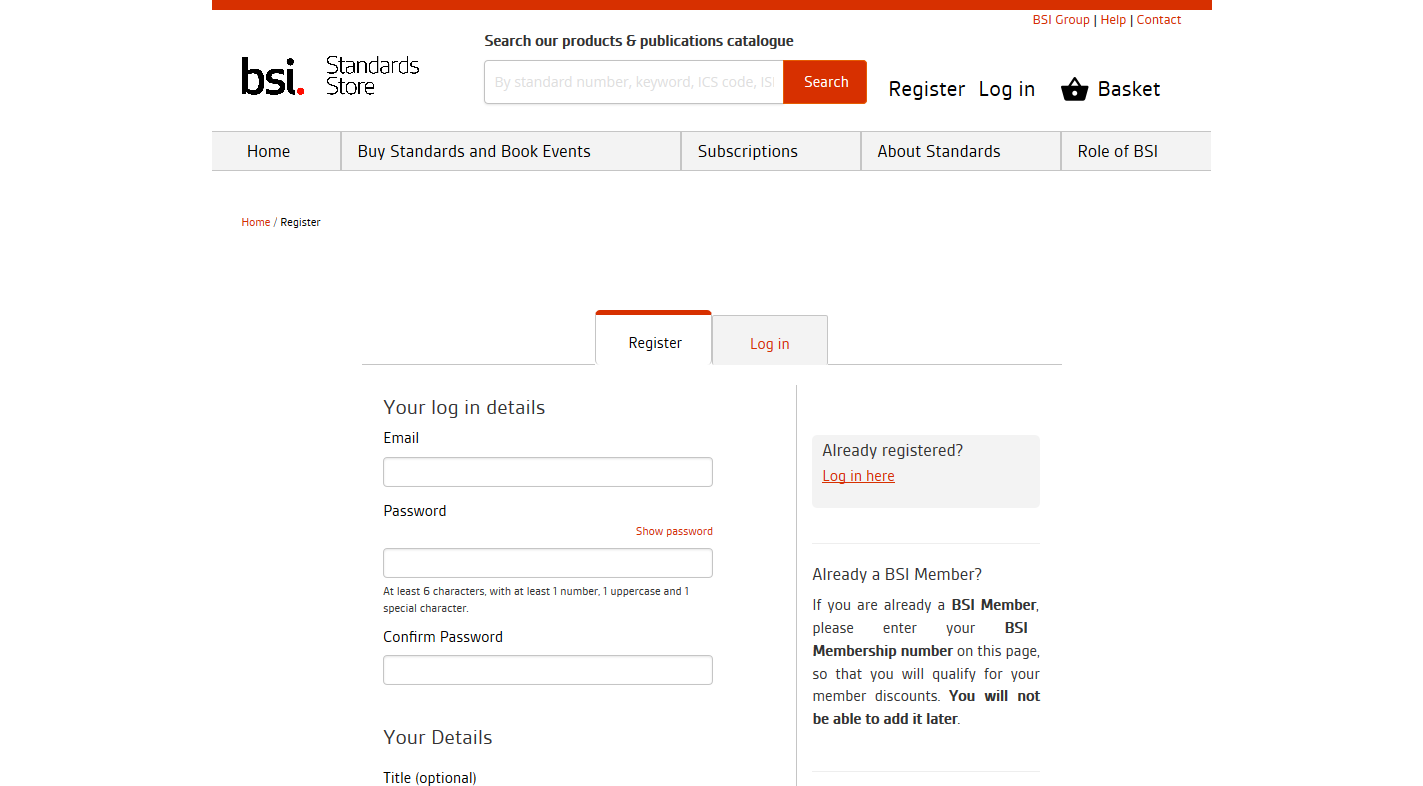 BSI Group | Help | Contact
Search our products & publications catalogue
bsi. Standards
Store
By standard number, keyword, ICS code, ISI
Search
Register Log in Basket
Home Buy Standards and Book Events Subscriptions About Standards Role of BSI
Home / Register
Register Log in
Your log in details
Email
Password
Show password
At least 6 characters, with at least 1 number, 1 uppercase and 1
special character.
Confirm Password
Your Details
Title (optional)
Already registered?
Log in here
Already a BSI Member?
If you are already a BSI Member,
please enter your BSI
Membership number on this page,
so that you will qualify for your
member discounts. You will not
be able to add it later.